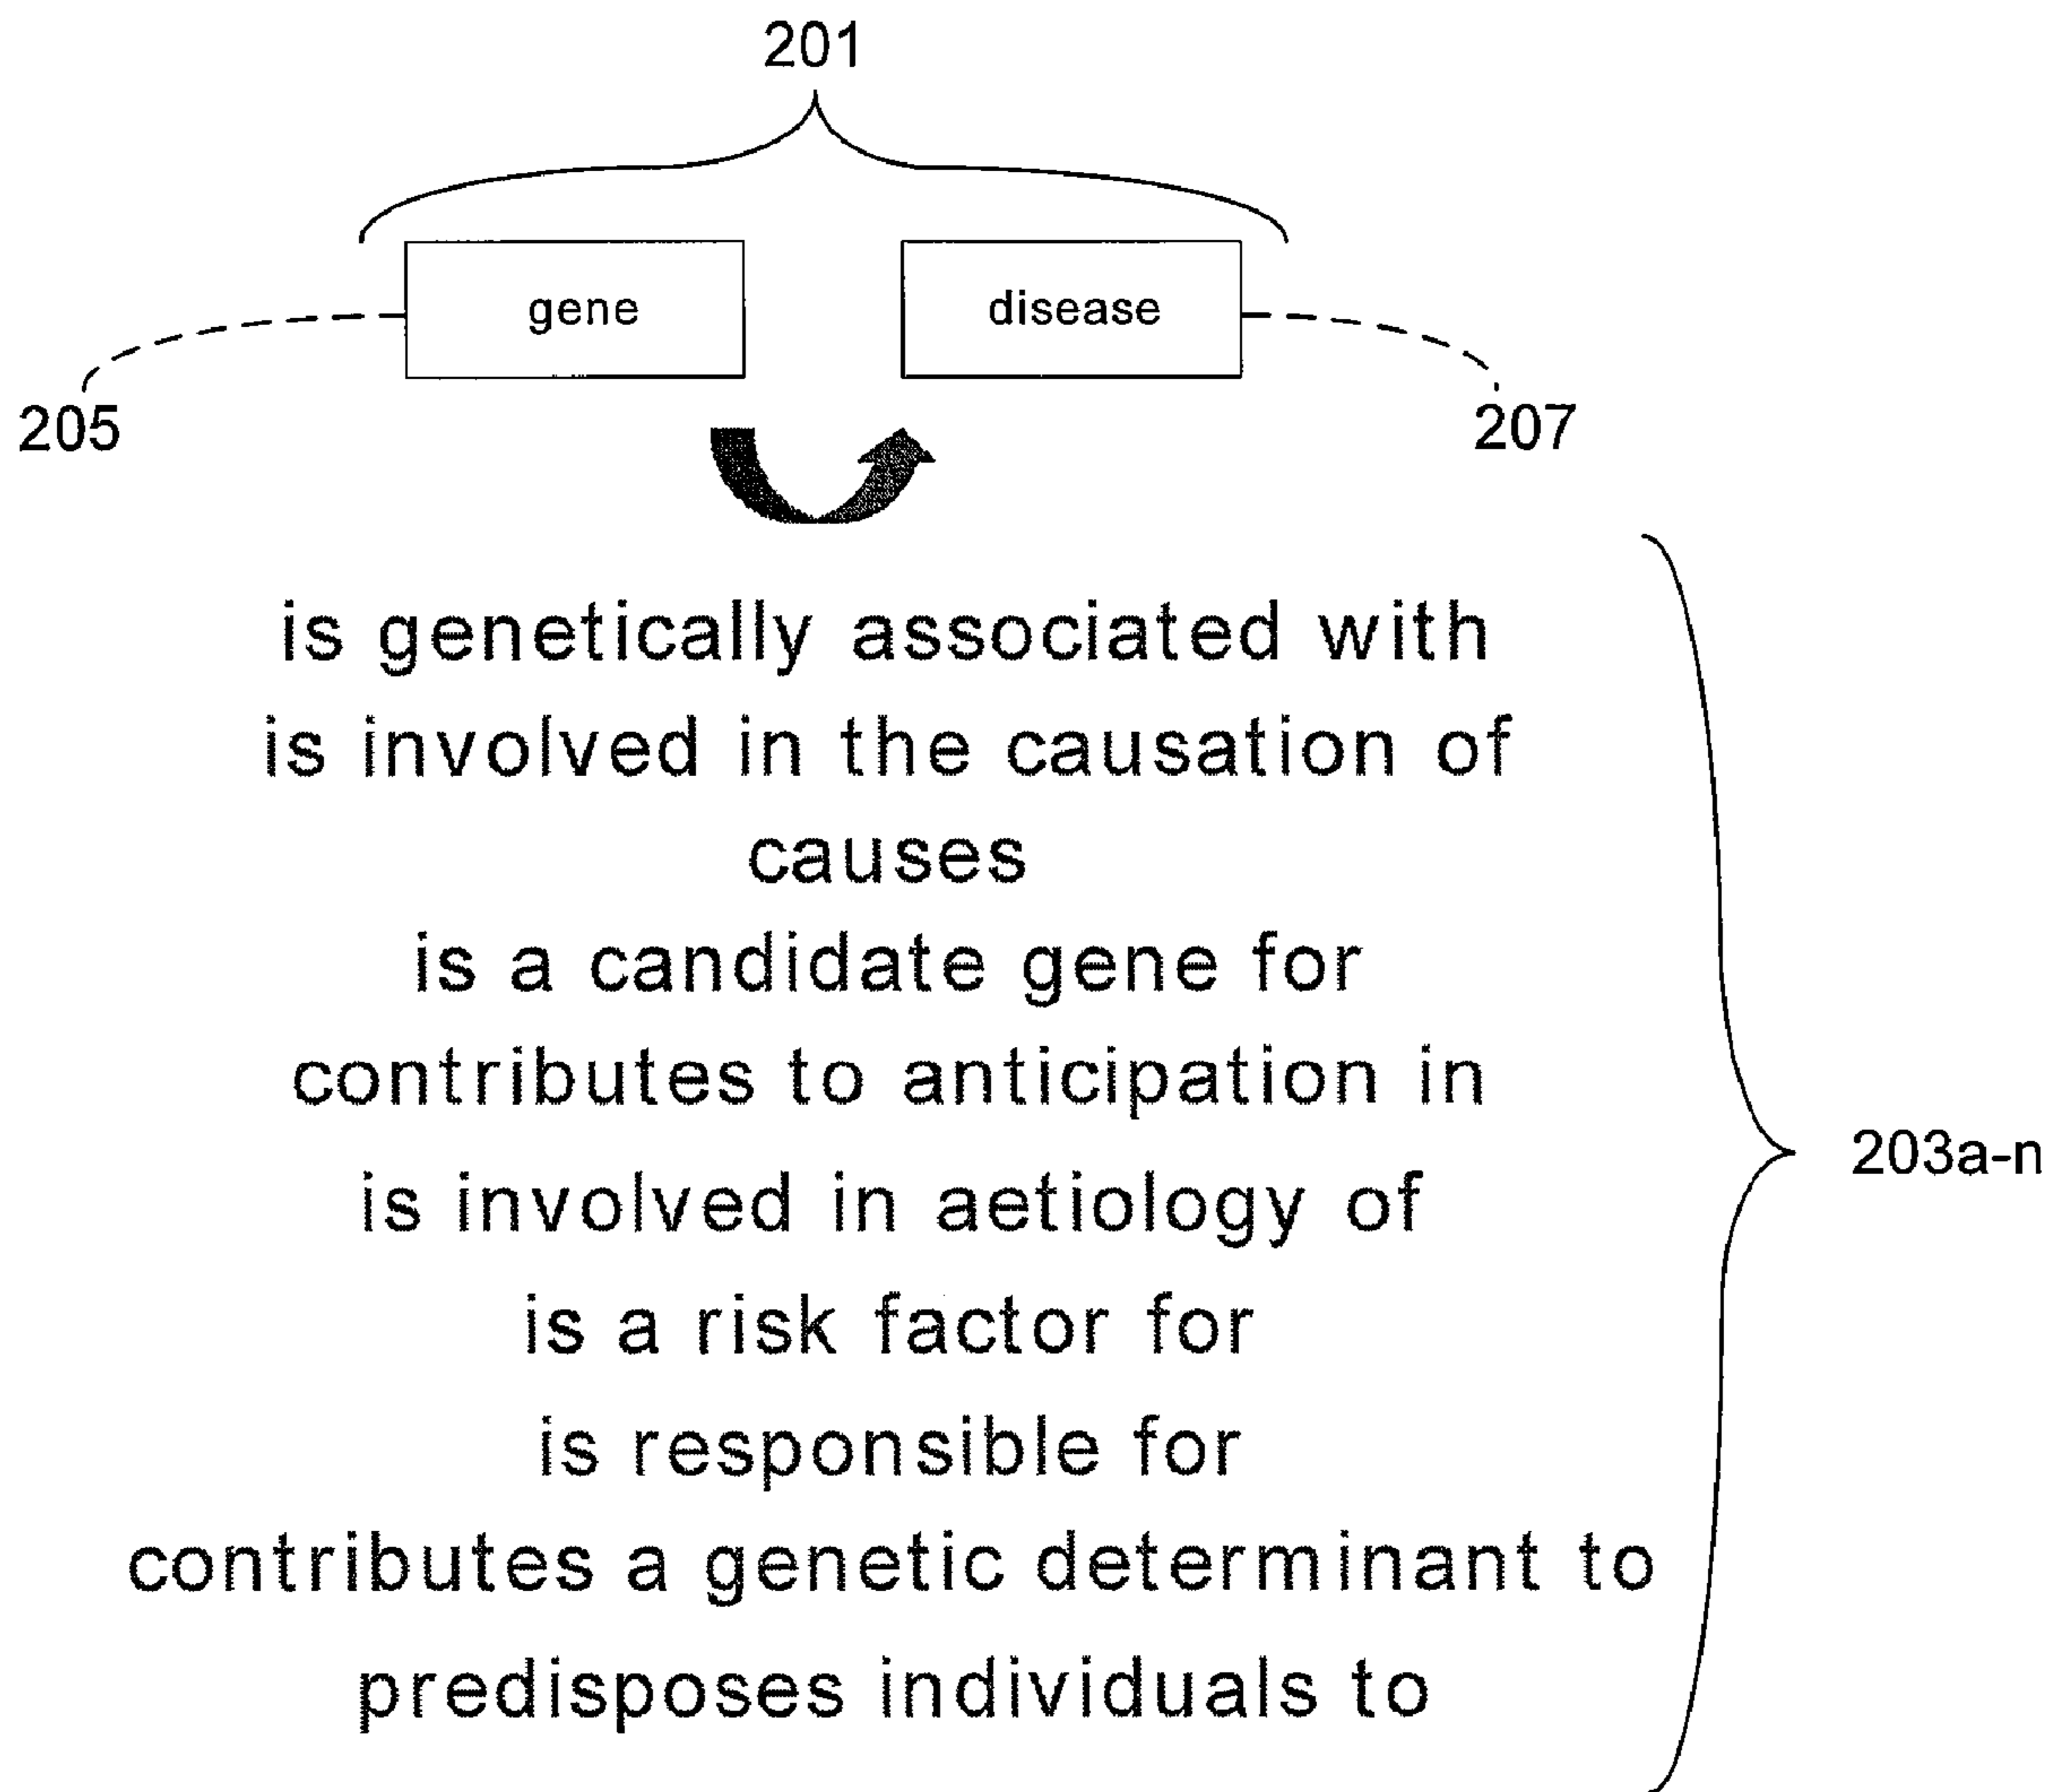 201
gene disease
205 207
is genetically associated with
is involved in the causation of
causes
is a candidate gene for
contributes to anticipation in
203a-n
is involved in aetiology of
is a risk factor for
is responsible for
contributes a genetic determinant to
predisposes individuals to